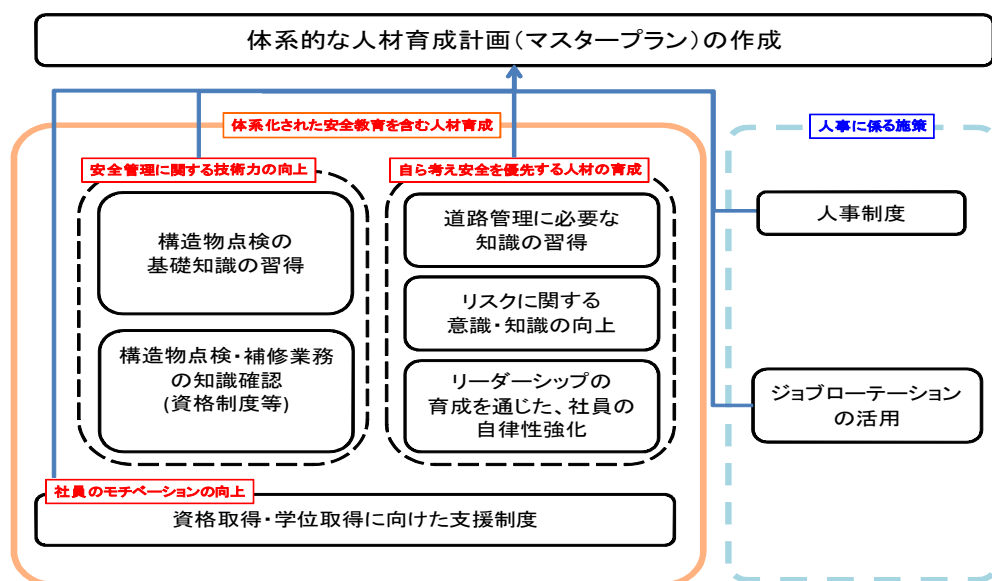 体系的な人材育成計画(マスタープラン)の作成
体系化された安全教育を含む人材育成
人事に係る施策
安全管理に関する技術力の向上
自ら考え安全を優先する人材の育成
構造物点検の
基礎知識の習得
構造物点検・補修業務
の知識確認
(資格制度等)
道路管理に必要な
知識の習得
リスクに関する
意識・知識の向上
リーダーシップの
育成を通じた、社員の
自律性強化
人事制度
ジョブローテーション
の活用
社員のモチベーションの向上
資格取得・学位取得に向けた支援制度